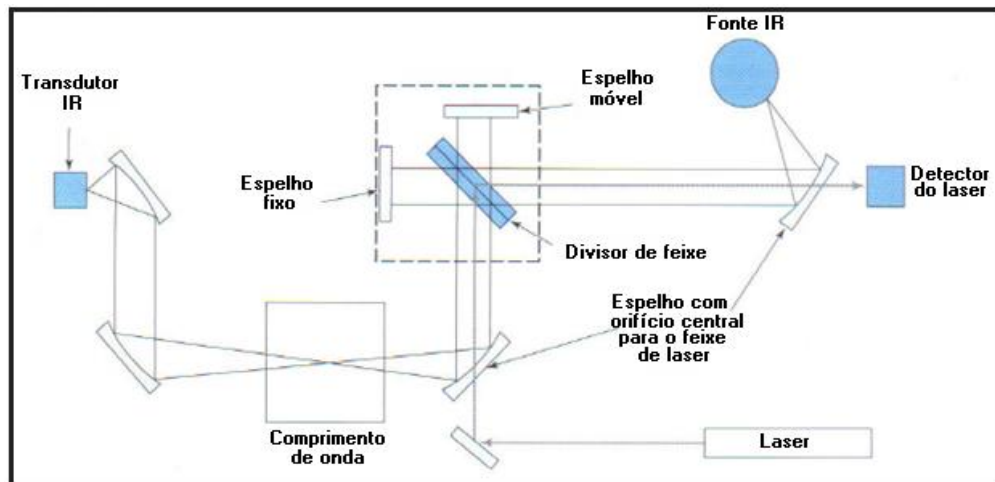 Fonte IR
Transdutor
IR
Espelho
móvel
Espelho
fixo
Detector
do laser
Divisor de feixe
Espelho com
orifício central
para o feixe
de laser
Comprimento
de onda
Laser